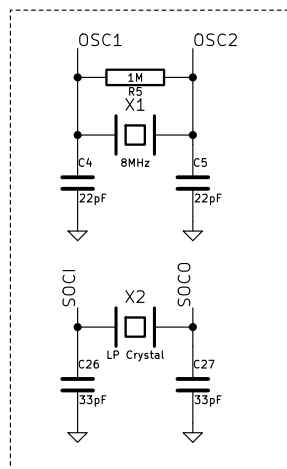 OSC1 OSC2
1M
R5
X1
8MHz
C4 C5
22pF 22pF
SOCI SOCO
X2
LP Crystal
C26 C27
33pF 33pF